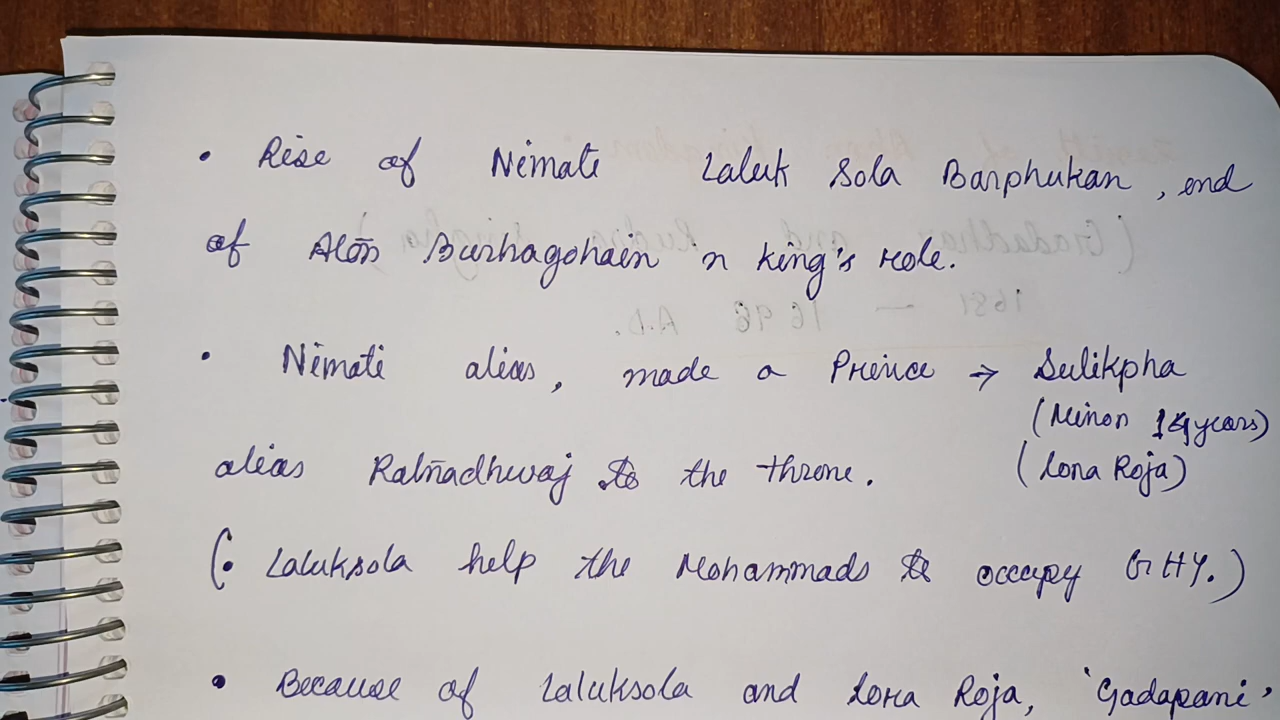 • Rise of Nimati Laluk Sola Barphukan, end
of Aton Burhagohain 'n king's role.
• Nimati alias, made a Prince → Sulikpha
(Minor 14 years)
alias Ratnadhwaj to the throne. (Lora Roja)
(• Laluksola help the Mohammads to occupy GHY.)
• Because of Laluksola and Lora Roja, 'Gadapani'